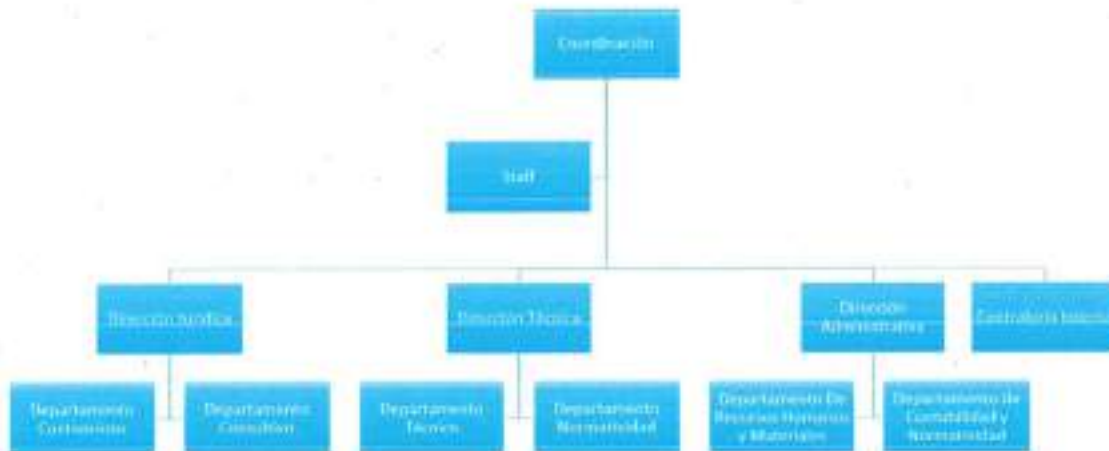 Coordinación
Staff
Dirección Jurídica
Dirección Técnica
Dirección
Administrativa
Contraloría Interna
Departamento
Contencioso
Departamento
Consultivo
Departamento
Técnico
Departamento
Normatividad
Departamento De
Recursos Humanos
y Materiales
Departamento de
Contabilidad y
Normatividad